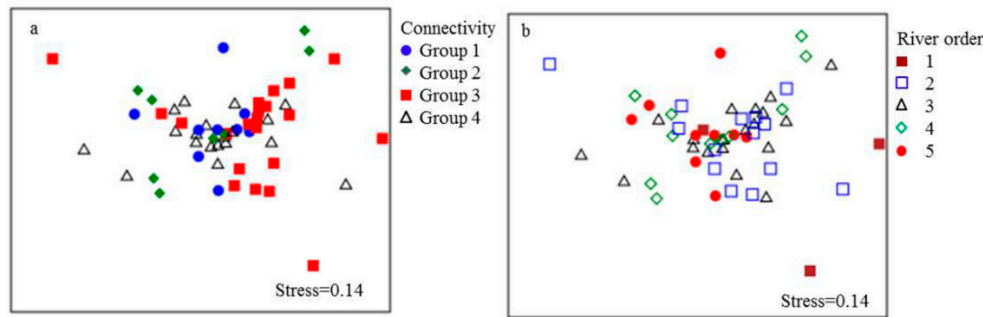 a
Connectivity
Group 1
Group 2
Group 3
Group 4
Stress=0.14
b
River order
1
2
3
4
5
Stress=0.14